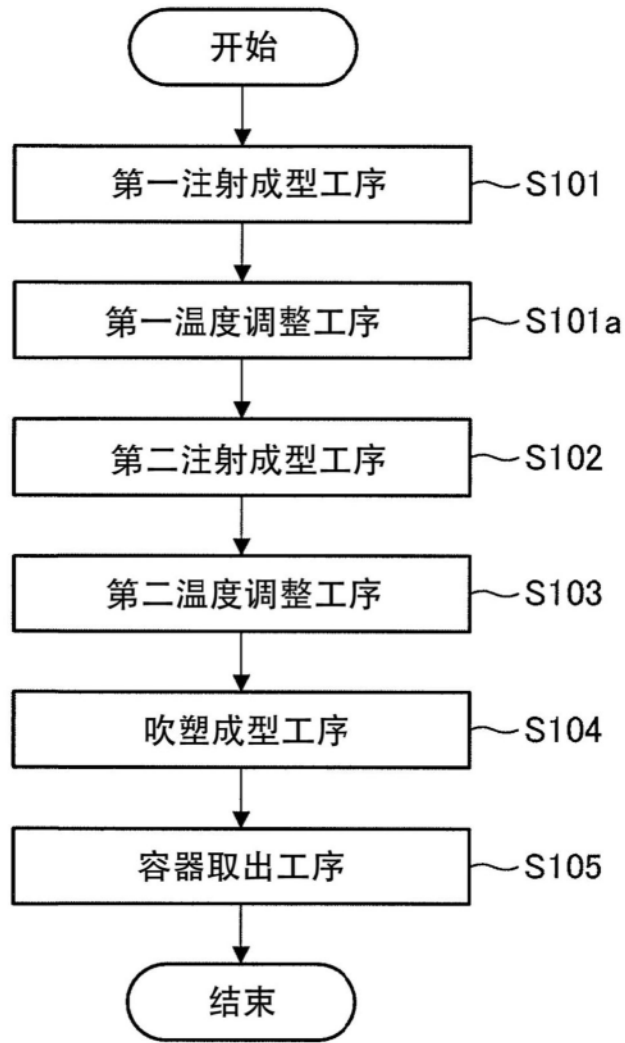 开始
第一注射成型工序 S101
第一温度调整工序 S101a
第二注射成型工序 S102
第二温度调整工序 S103
吹塑成型工序 S104
容器取出工序 S105
结束